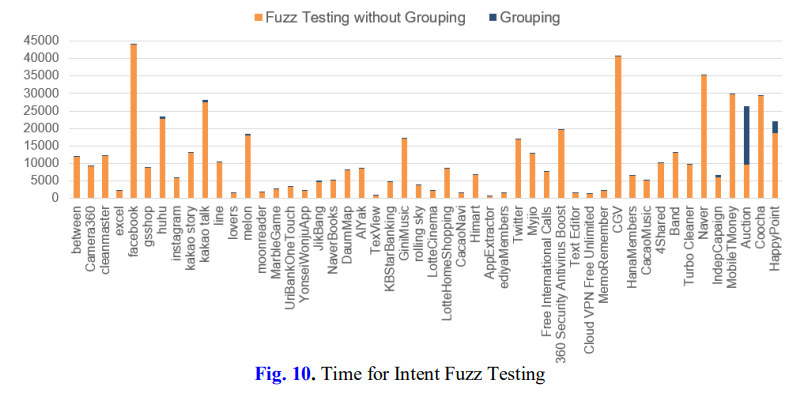 Fuzz Testing without Grouping Grouping
45000
40000
35000
30000
25000
20000
15000
10000
5000
0
between
Camera360
cleanmaster
excel
facebook
gsshop
huhu
instagram
kakao story
kakao talk
line
lovers
melon
moonreader
MarbleGame
UriBankOneTouch
YonseiWonjuApp
JikBang
NaverBooks
DaumMap
AlYak
TexView
KBStarBanking
GiniMusic
rolling sky
LotteCinema
LotteHomeShopping
CacaoNavi
Himart
AppExtractor
ediyaMembers
Twitter
Myjio
Free International Calls
360 Security Antivirus Boost
Text Editor
Cloud VPN Free Unlimited
MemoRemember
CGV
HanaMembers
CacaoMusic
4Shared
Band
Turbo Cleaner
Naver
IndepCapaign
MobileTMoney
Auction
Coocha
HappyPoint
Fig. 10. Time for Intent Fuzz Testing